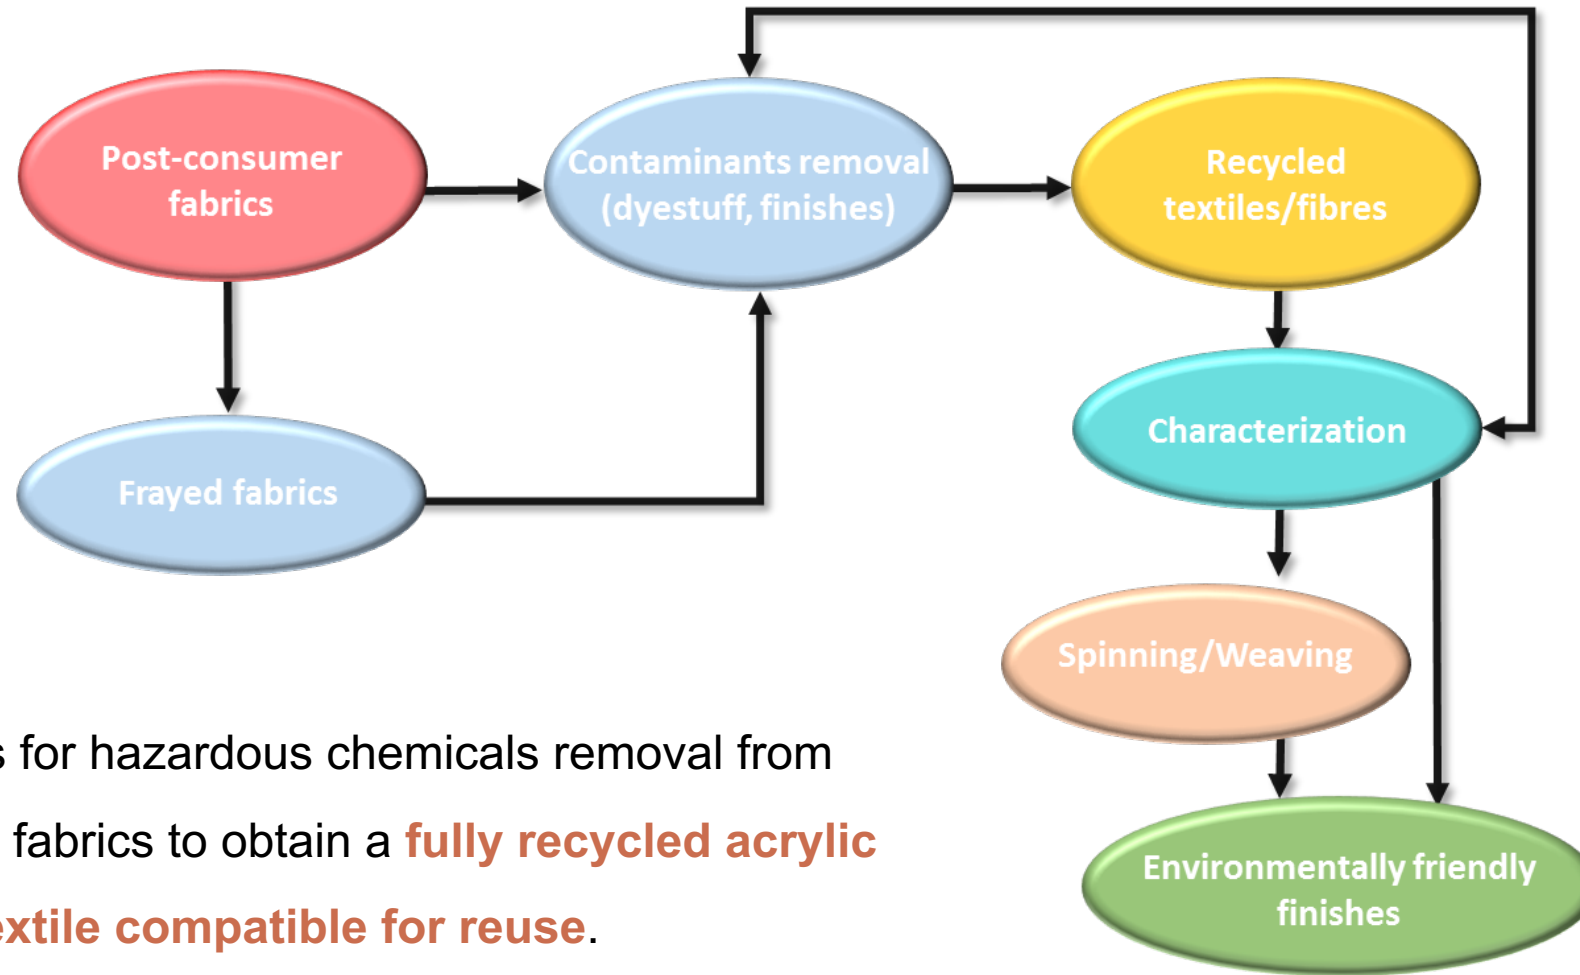 Post-consumer
fabrics
Contaminants removal
(dyestuff, finishes)
Recycled
textiles/fibres
Frayed fabrics
Characterization
Spinning/Weaving
Environmentally friendly
finishes
for hazardous chemicals removal from
fabrics to obtain a fully recycled acrylic
compatible for reuse.